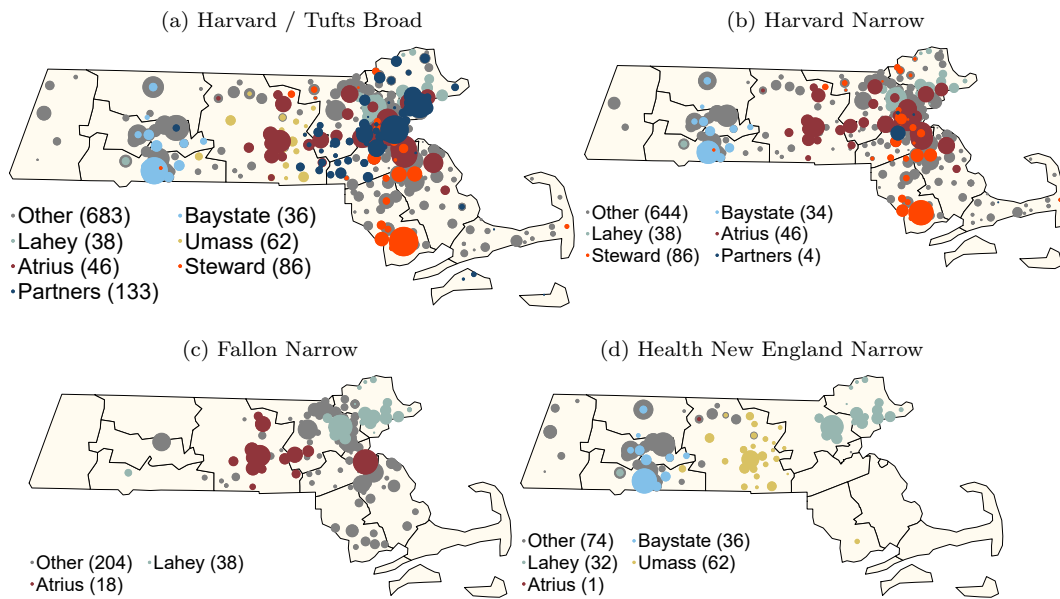 (a) Harvard / Tufts Broad
Other (683) Baystate (36)
Lahey (38) Umass (62)
Atrius (46) Steward (86)
Partners (133)
(b) Harvard Narrow
Other (644) Baystate (34)
Lahey (38) Atrius (46)
Steward (86) Partners (4)
(c) Fallon Narrow
Other (204) Lahey (38)
Atrius (18)
(d) Health New England Narrow
Other (74) Baystate (36)
Lahey (32) Umass (62)
Atrius (1)